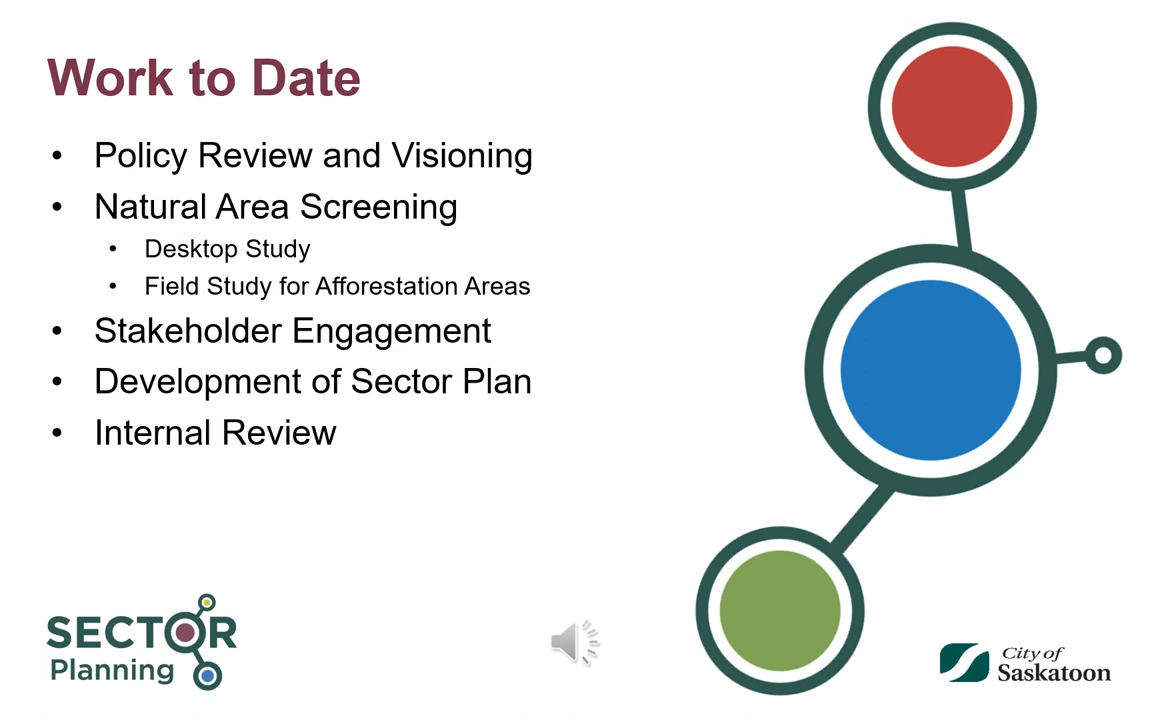 Work to Date
• Policy Review and Visioning
• Natural Area Screening
• Desktop Study
• Field Study for Afforestation Areas
• Stakeholder Engagement
• Development of Sector Plan
• Internal Review
SECTOR
Planning
City of
Saskatoon